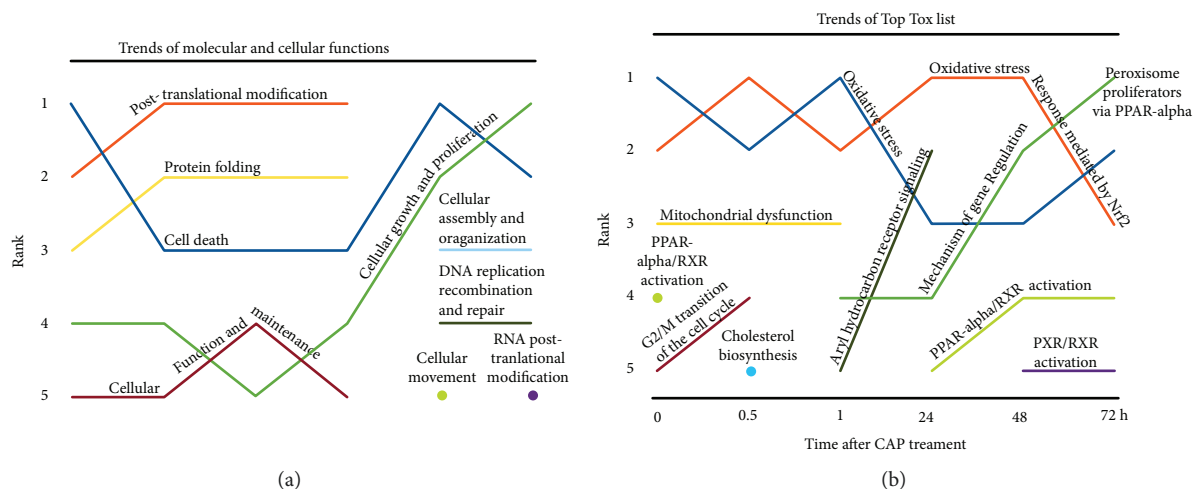 Trends of molecular and cellular functions
Rank
1
2
3
4
5
Post-translational modification
Protein folding
Cell death
Cellular growth and proliferation
Cellular
assembly and
oraganization
DNA replication
recombination
and repair
Cellular Function and maintenance
Cellular
movement
RNA post-
tranlational
modification
(a)
Trends of Top Tox list
Rank
1
2
3
4
5
Oxidative stress
Oxidative stress
Response mediated by Nrf2
Peroxisome
proliferators
via PPAR-alpha
Mitochondrial dysfunction
PPAR-
alpha/RXR
activation
G2/M transition
of the cell cycle
Cholesterol
biosynthesis
Aryl hydrocarbon receptor signaling
Mechanism of gene Regulation
PPAR-alpha/RXR activation
PXR/RXR
activation
0 0.5 1 24 48 72 h
Time after CAP treament
(b)